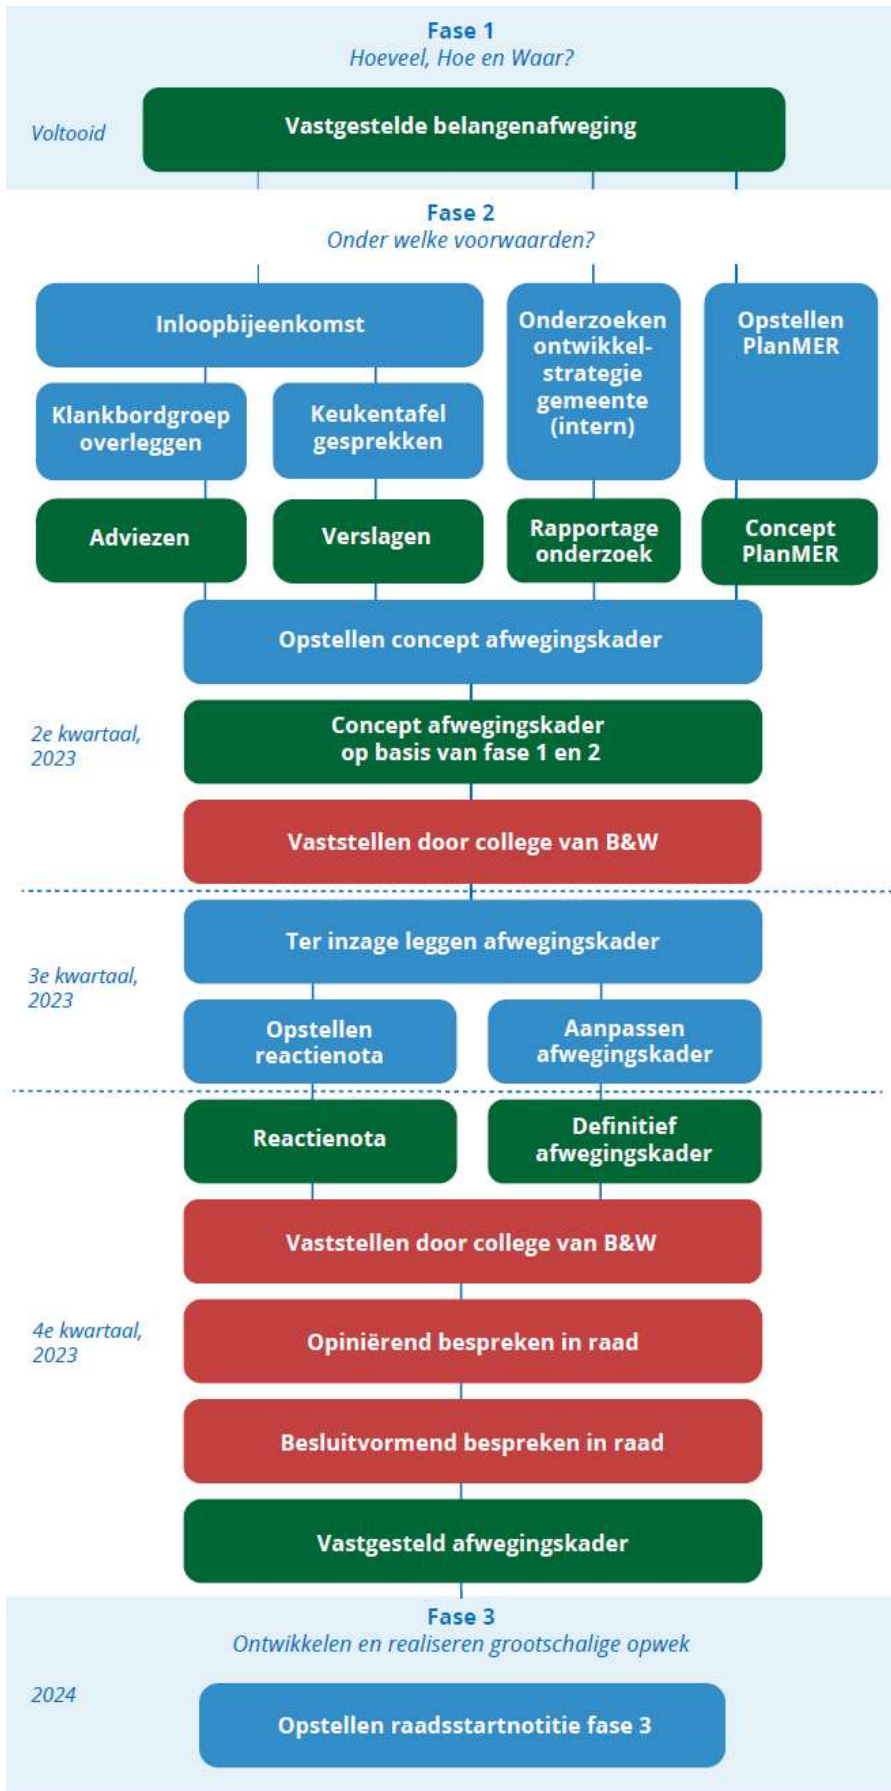 Fase 1
Hoeveel, Hoe en Waar?
Voltooid
Vastgestelde belangenafweging
Fase 2
Onder welke voorwaarden?
Inloopbijeenkomst
Klankbordgroep
overleggen
Keukentafel
gesprekken
Onderzoeken
ontwikkel-
strategie
gemeente
(intern)
Opstellen
PlanMER
Adviezen
Verslagen
Rapportage
onderzoek
Concept
PlanMER
Opstellen concept afwegingskader
2e kwartaal,
2023
Concept afwegingskader
op basis van fase 1 en 2
Vaststellen door college van B&W
3e kwartaal,
2023
Ter inzage leggen afwegingskader
Opstellen
reactienota
Aanpassen
afwegingskader
Reactienota
Definitief
afwegingskader
4e kwartaal,
2023
Vaststellen door college van B&W
Opiniërend bespreken in raad
Besluitvormend bespreken in raad
Vastgesteld afwegingskader
Fase 3
Ontwikkelen en realiseren grootschalige opwek
2024
Opstellen raadsstartnotitie fase 3